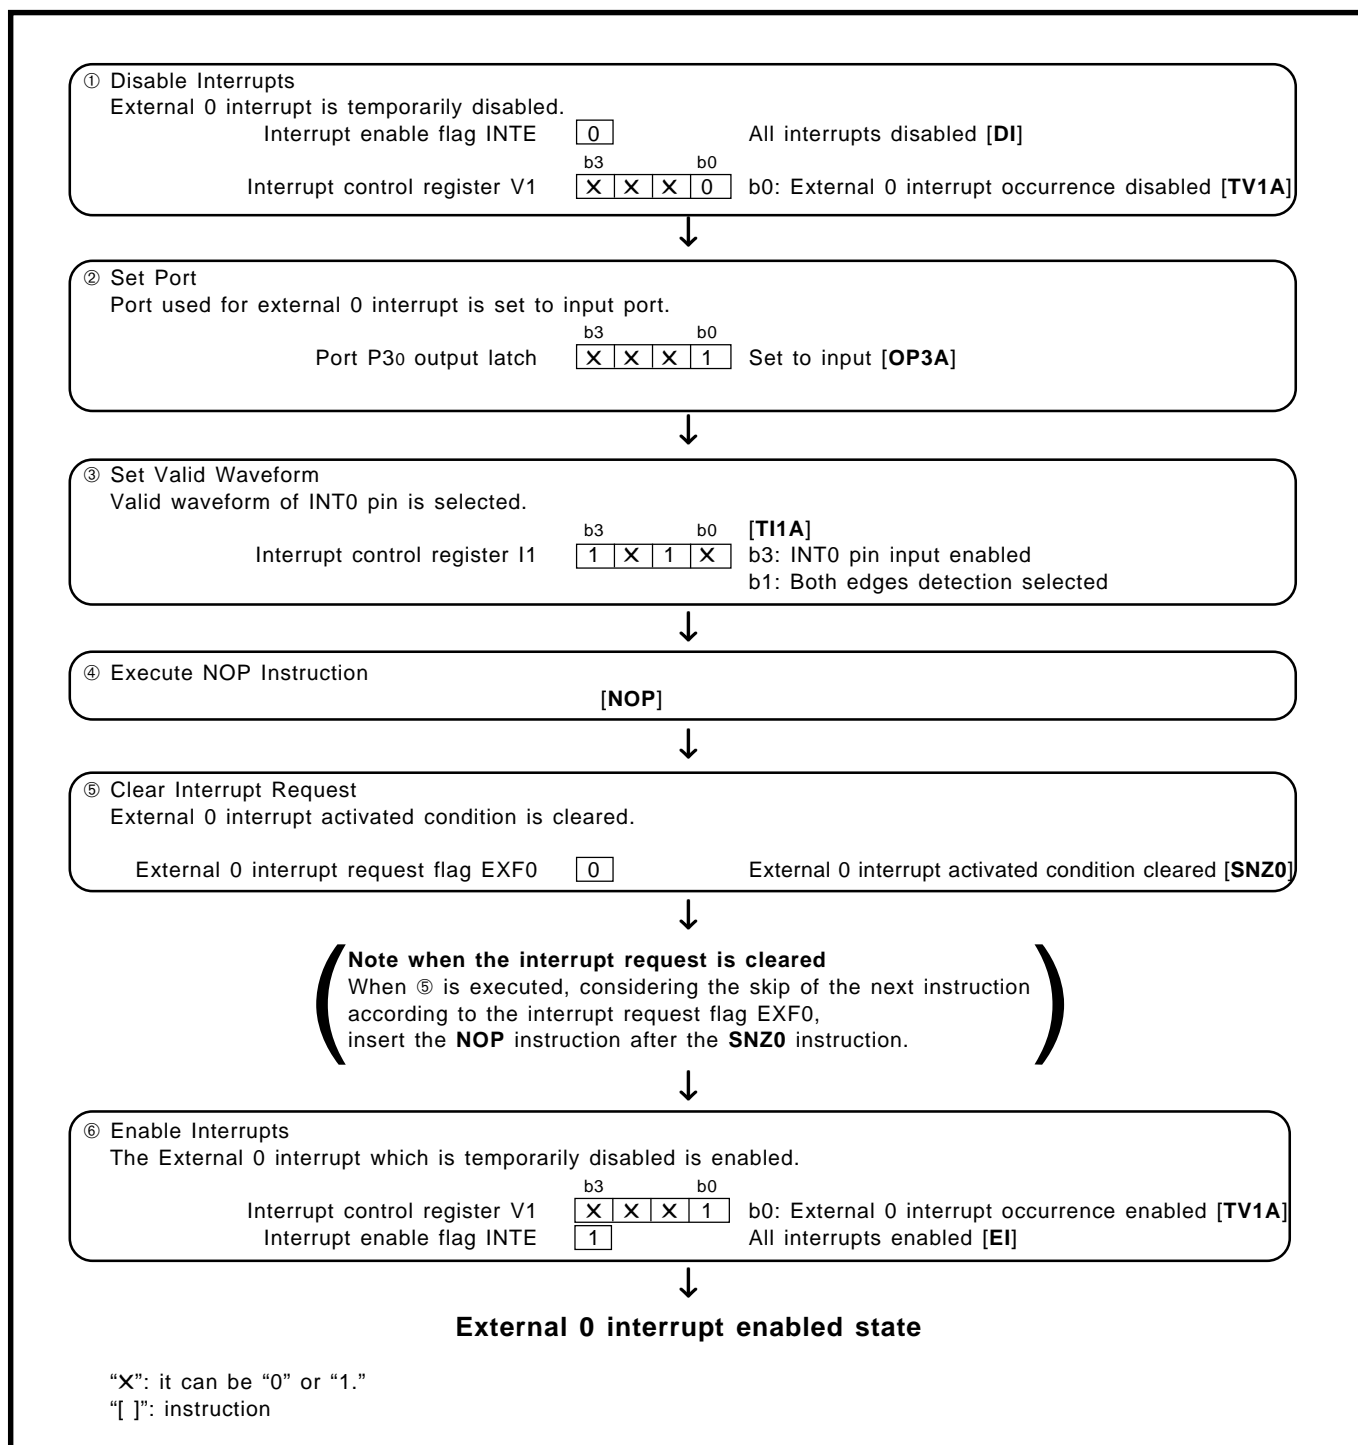 ① Disable Interrupts
External 0 interrupt is temporarily disabled.
Interrupt enable flag INTE 0 All interrupts disabled [DI]
b3 b0
Interrupt control register V1 ✕ ✕ ✕ 0 b0: External 0 interrupt occurrence disabled [TV1A]
↓
② Set Port
Port used for external 0 interrupt is set to input port.
b3 b0
Port P30 output latch ✕ ✕ ✕ 1 Set to input [OP3A]
↓
③ Set Valid Waveform
Valid waveform of INT0 pin is selected.
b3 b0 [TI1A]
Interrupt control register I1 1 ✕ 1 ✕ b3: INT0 pin input enabled
b1: Both edges detection selected
↓
④ Execute NOP Instruction
[NOP]
↓
⑤ Clear Interrupt Request
External 0 interrupt activated condition is cleared.
External 0 interrupt request flag EXF0 0 External 0 interrupt activated condition cleared [SNZ0]
↓
Note when the interrupt request is cleared
When ⑤ is executed, considering the skip of the next instruction
according to the interrupt request flag EXF0,
insert the NOP instruction after the SNZ0 instruction.
↓
⑥ Enable Interrupts
The External 0 interrupt which is temporarily disabled is enabled.
b3 b0
Interrupt control register V1 ✕ ✕ ✕ 1 b0: External 0 interrupt occurrence enabled [TV1A]
Interrupt enable flag INTE 1 All interrupts enabled [EI]
↓
External 0 interrupt enabled state
“✕”: it can be “0” or “1.”
“[ ]”: instruction